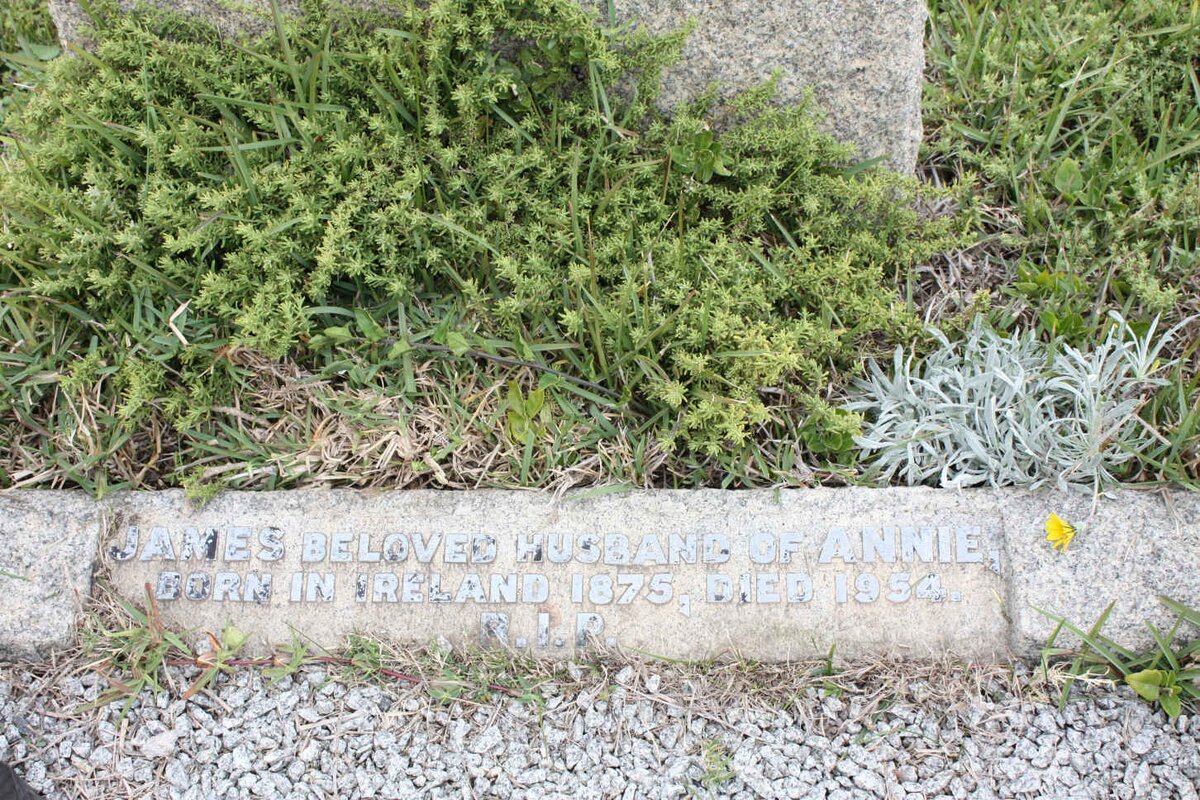 JAMES BELOVED HUSBAND OF ANNIE,
BORN IN IRELAND 1875, DIED 1954.
R.I.P.